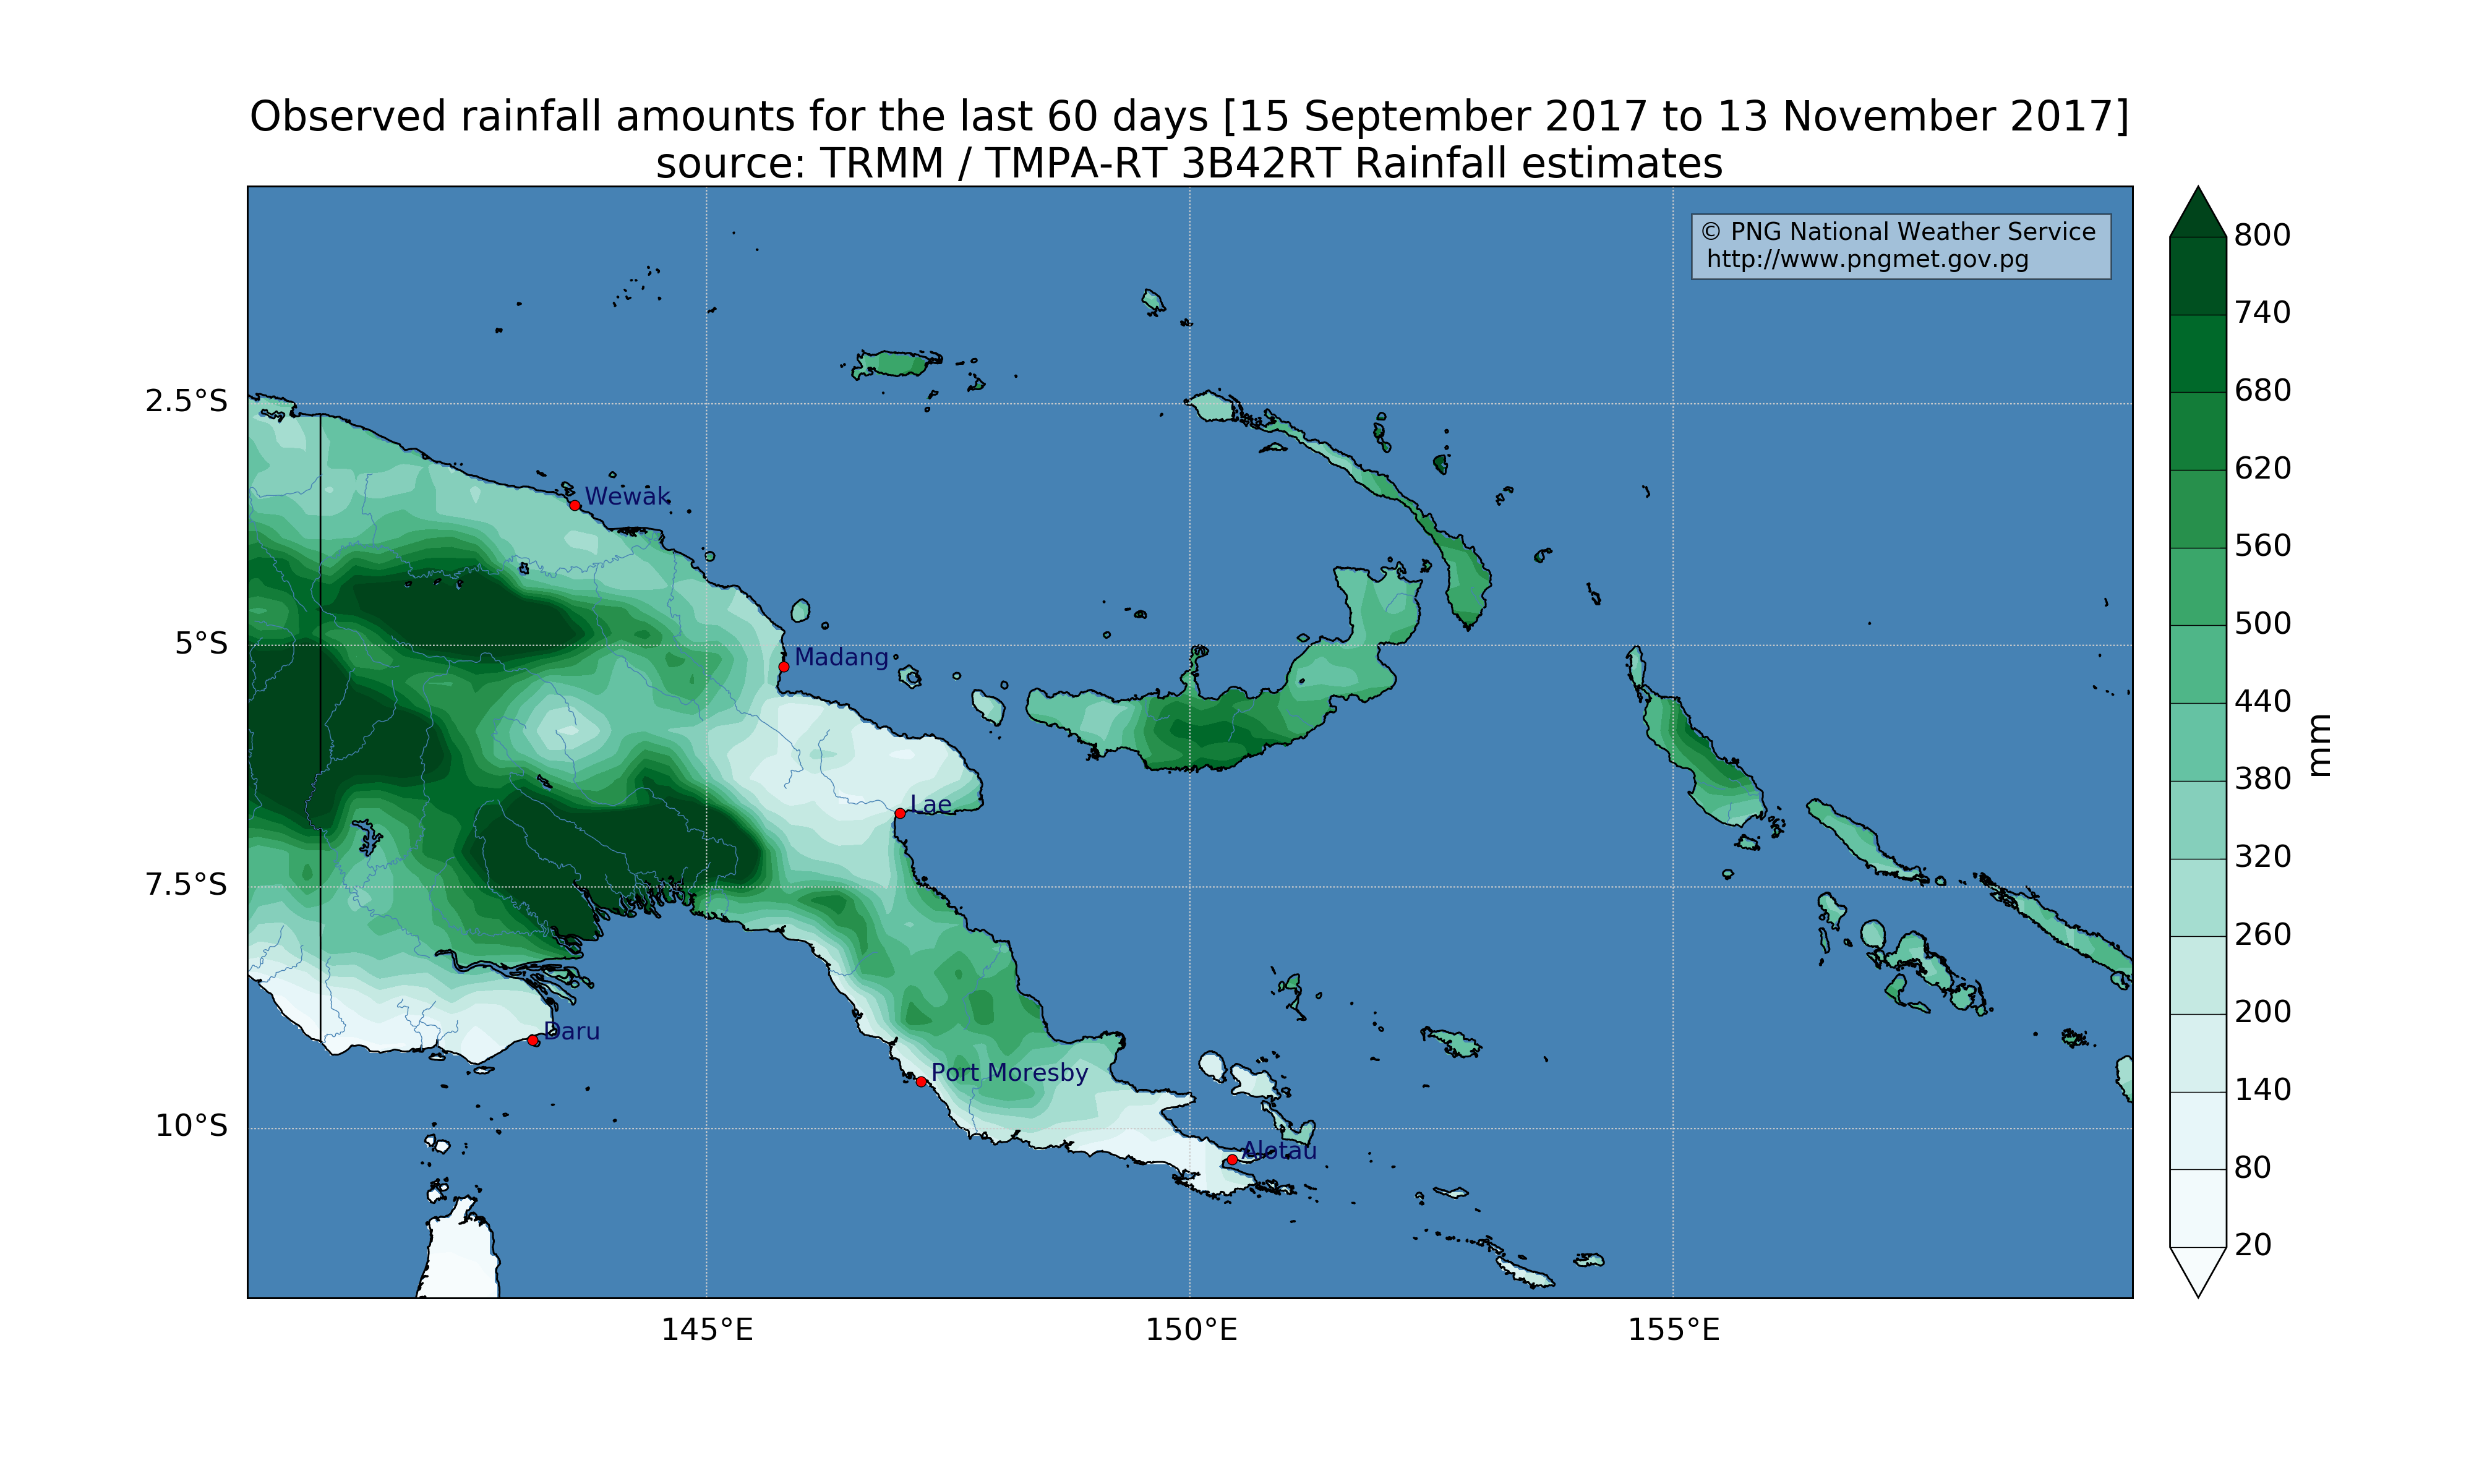 Observed rainfall amounts for the last 60 days [15 September 2017 to 13 November 2017]
source: TRMM / TMPA-RT 3B42RT Rainfall estimates
© PNG National Weather Service
http://www.pngmet.gov.pg
2.5°S
5°S
7.5°S
10°S
Wewak
Madang
Lae
Daru
Port Moresby
Alotau
145°E
150°E
155°E
800
740
680
620
560
500
440
380
320
260
200
140
80
20
mm